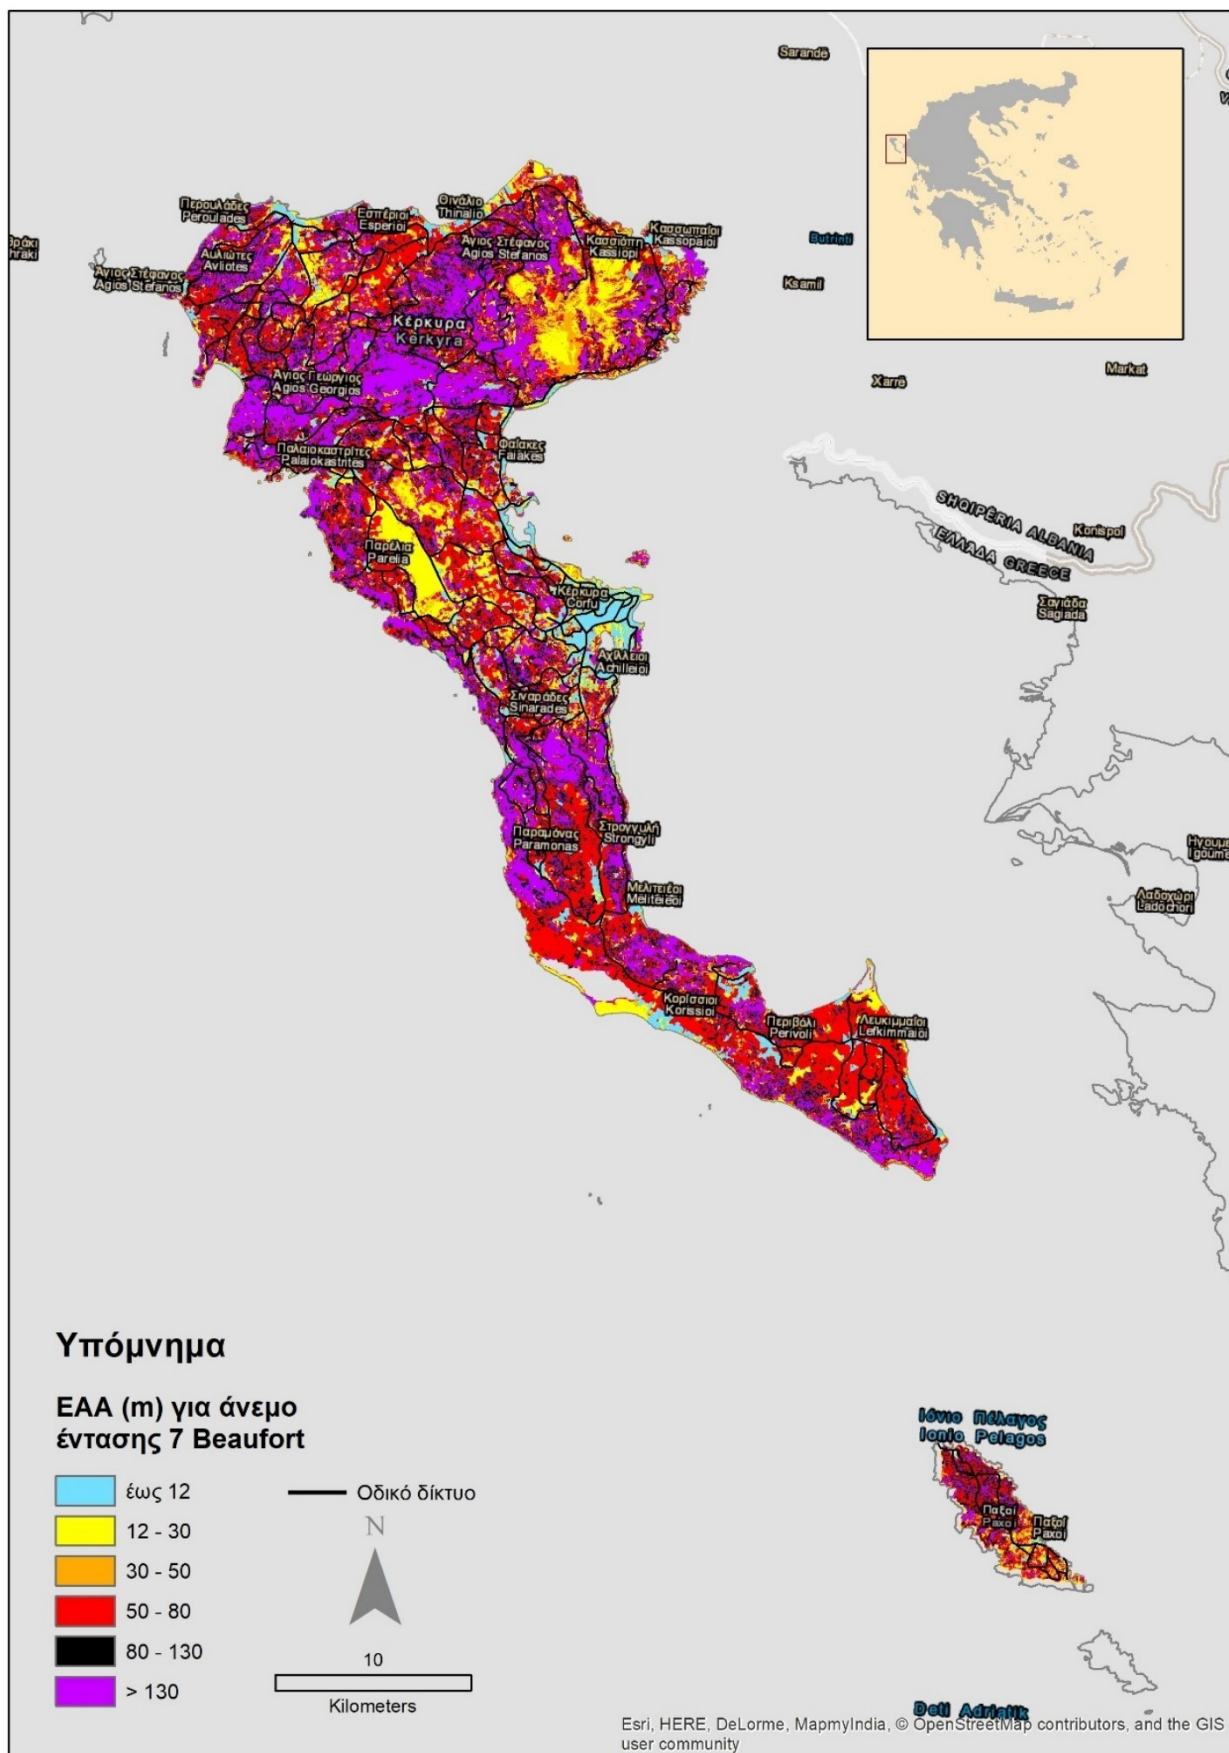 Sarandë
Περουλάδες
Peroulades
Εσπέριοι
Esperioi
Θινάλιο
Thinalio
Κασσωπαίοι
Kassopaioi
Butrinti
Αυλιώτες
Avliotes
Άγιος Στέφανος
Agios Stefanos
Κασσιόπη
Kassiopi
Άγιος Στέφανος
Agios Stefanos
Ksamil
Κέρκυρα
Kerkyra
Markat
Xarrë
Άγιος Γεώργιος
Agios Georgios
Παλαιοκαστρίτες
Palaiokastrites
Φαίακες
Faiakes
SHQIPËRIA ALBANIA
ΕΛΛΑΔΑ GREECE
Konispol
Παρέλια
Parelia
Κέρκυρα
Corfu
Σαγιάδα
Sagiada
Αχίλλειοι
Achilleioi
Σιναράδες
Sinarades
Παραμόνας
Paramonas
Στρογγυλή
Strongyli
Μελιτειέοι
Meliteieoi
Λαδοχώρι
Ladochori
Κορίσσιοι
Korissioi
Περιβόλι
Perivoli
Λευκιμμαίοι
Lefkimmaioi
Υπόμνημα
ΕΑΑ (m) για άνεμο
έντασης 7 Beaufort
έως 12
12 - 30
30 - 50
50 - 80
80 - 130
> 130
Οδικό δίκτυο
N
10
Kilometers
Ιόνιο Πέλαγος
Ionio Pelagos
Παξοί
Paxoi
Παξοί
Paxoi
Deti Adriatik
Esri, HERE, DeLorme, MapmyIndia, © OpenStreetMap contributors, and the GIS
user community